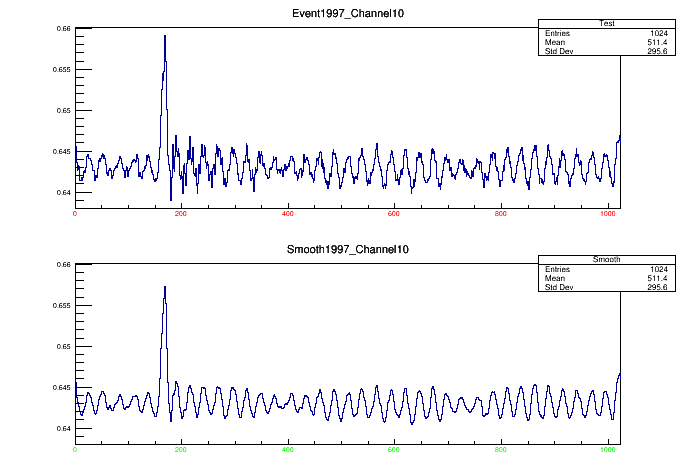 Event1997_Channel10
Test
Entries 1024
Mean 511.4
Std Dev 295.6
0.66
0.655
0.65
0.645
0.64
0 200 400 600 800 1000
Smooth1997_Channel10
Smooth
Entries 1024
Mean 511.4
Std Dev 295.6
0.66
0.655
0.65
0.645
0.64
0 200 400 600 800 1000